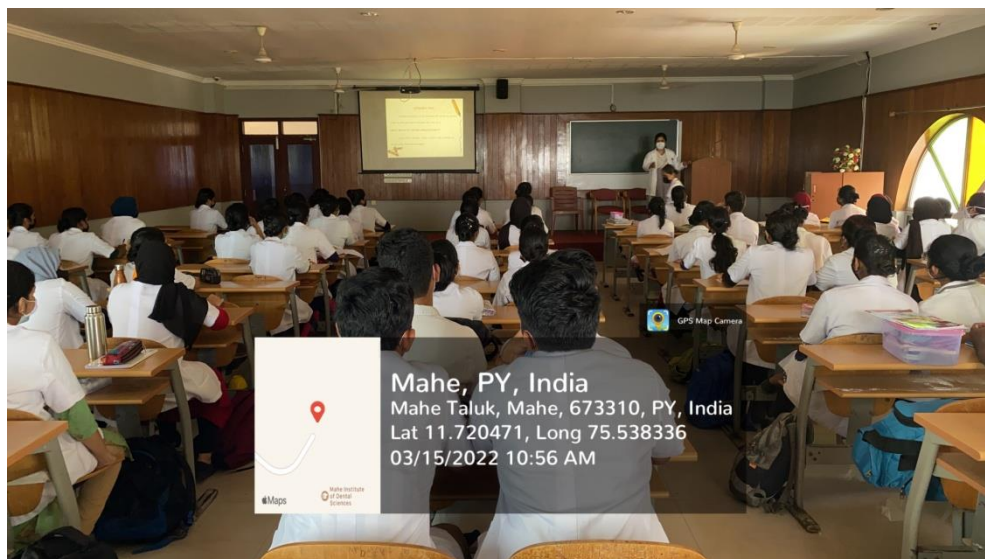 GPS Map Camera
Mahe, PY, India
Mahe Taluk, Mahe, 673310, PY, India
Lat 11.720471, Long 75.538336
03/15/2022 10:56 AM
Maps
Mahe Institute
of Dental
Sciences